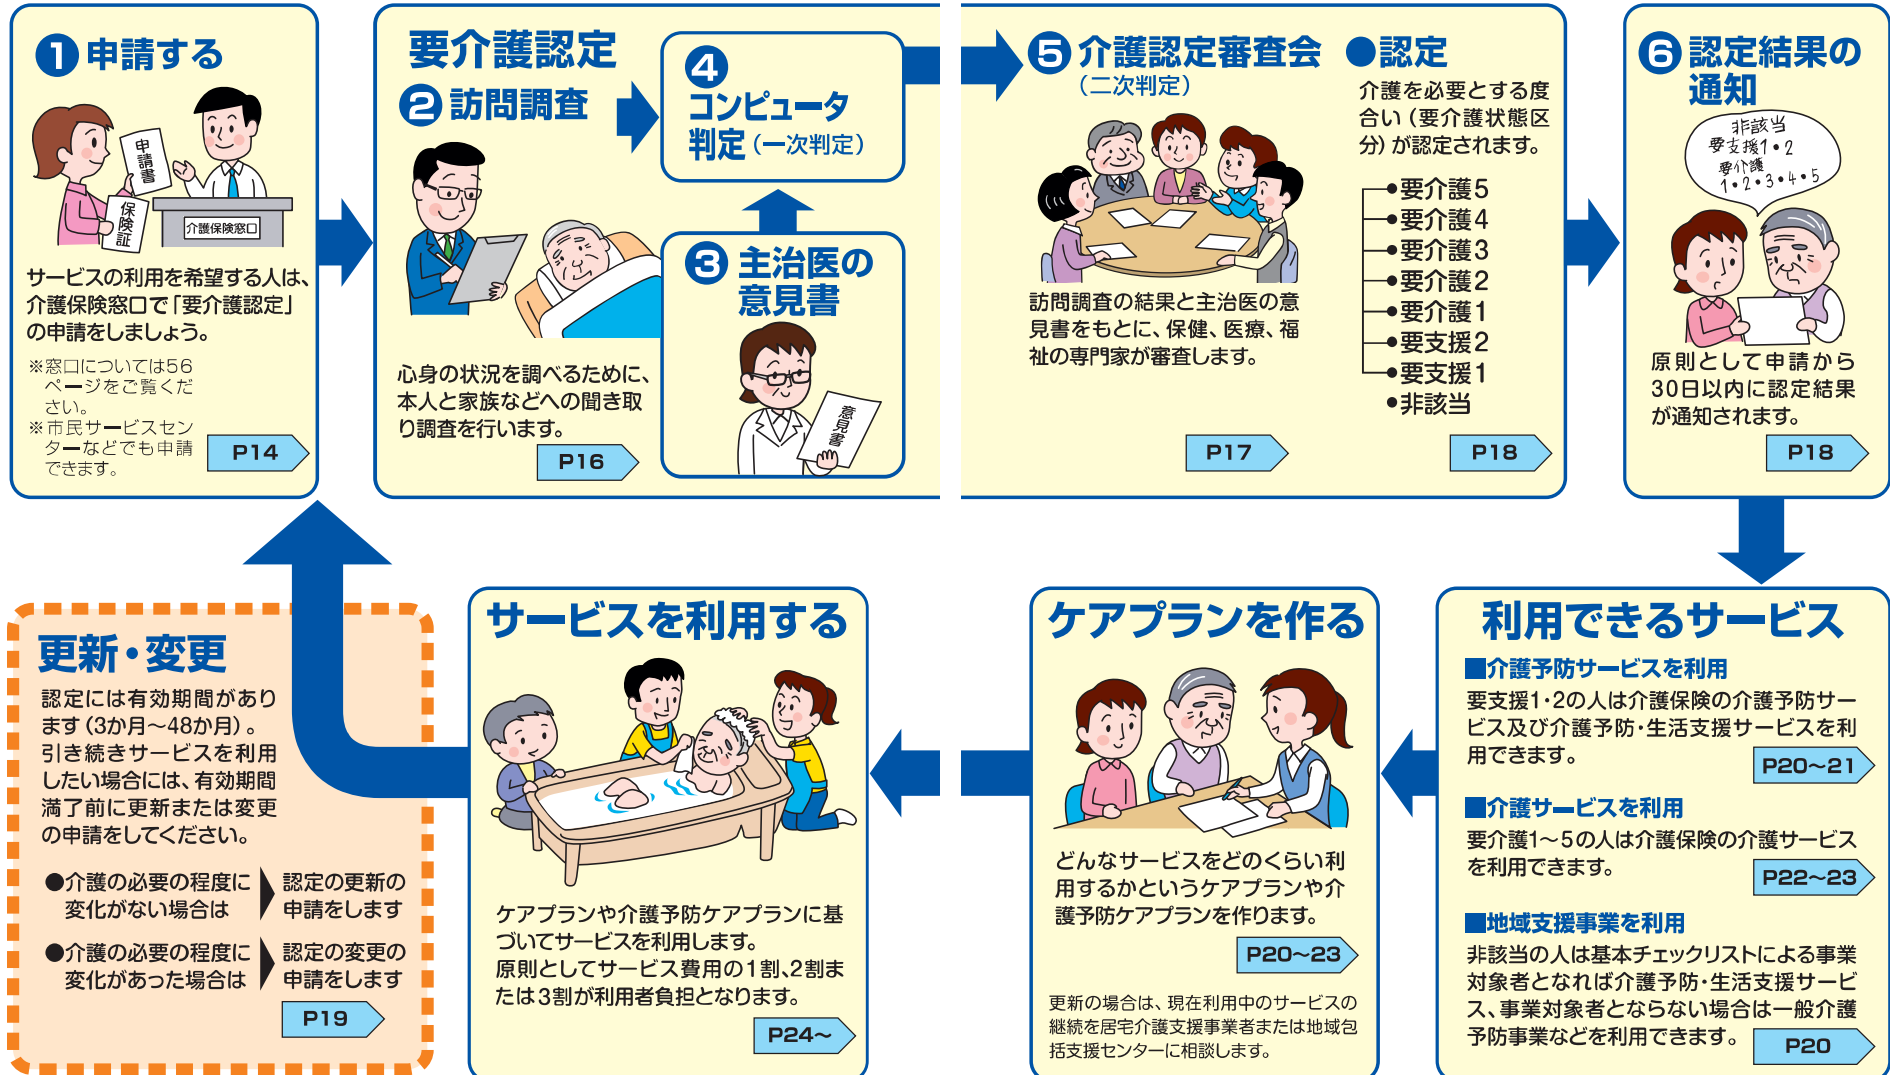 ❶申請する
申請書
保険証
介護保険窓口
サービスの利用を希望する人は、
介護保険窓口で「要介護認定」
の申請をしましょう。
※窓口については56
ページをご覧くだ
さい。
※市民サービスセン
ターなどでも申請
できます。
P14
要介護認定
❷訪問調査
心身の状況を調べるために、
本人と家族などへの聞き取
り調査を行います。
P16
❸主治医の
意見書
意見書
❹
コンピュータ
判定（一次判定）
❺介護認定審査会
（二次判定）
訪問調査の結果と主治医の意
見書をもとに、保健、医療、福
祉の専門家が審査します。
P17
●認定
介護を必要とする度
合い（要介護状態区
分）が認定されます。
●要介護5
●要介護4
●要介護3
●要介護2
●要介護1
●要支援2
●要支援1
●非該当
P18
❻認定結果の
通知
非該当
要支援1・2
要介護
1・2・3・4・5
原則として申請から
30日以内に認定結果
が通知されます。
P18
利用できるサービス
■介護予防サービスを利用
要支援1・2の人は介護保険の介護予防サー
ビス及び介護予防・生活支援サービスを利
用できます。
P20～21
■介護サービスを利用
要介護1～5の人は介護保険の介護サービス
を利用できます。
P22～23
■地域支援事業を利用
非該当の人は基本チェックリストによる事業
対象者となれば介護予防・生活支援サービ
ス、事業対象者とならない場合は一般介護
予防事業などを利用できます。
P20
ケアプランを作る
どんなサービスをどのくらい利
用するかというケアプランや介
護予防ケアプランを作ります。
P20～23
更新の場合は、現在利用中のサービスの
継続を居宅介護支援事業者または地域包
括支援センターに相談します。
サービスを利用する
ケアプランや介護予防ケアプランに基
づいてサービスを利用します。
原則としてサービス費用の1割、2割ま
たは3割が利用者負担となります。
P24～
更新・変更
認定には有効期間があり
ます（3か月～48か月）。
引き続きサービスを利用
したい場合には、有効期間
満了前に更新または変更
の申請をしてください。
●介護の必要の程度に
変化がない場合は
認定の更新の
申請をします
●介護の必要の程度に
変化があった場合は
認定の変更の
申請をします
P19